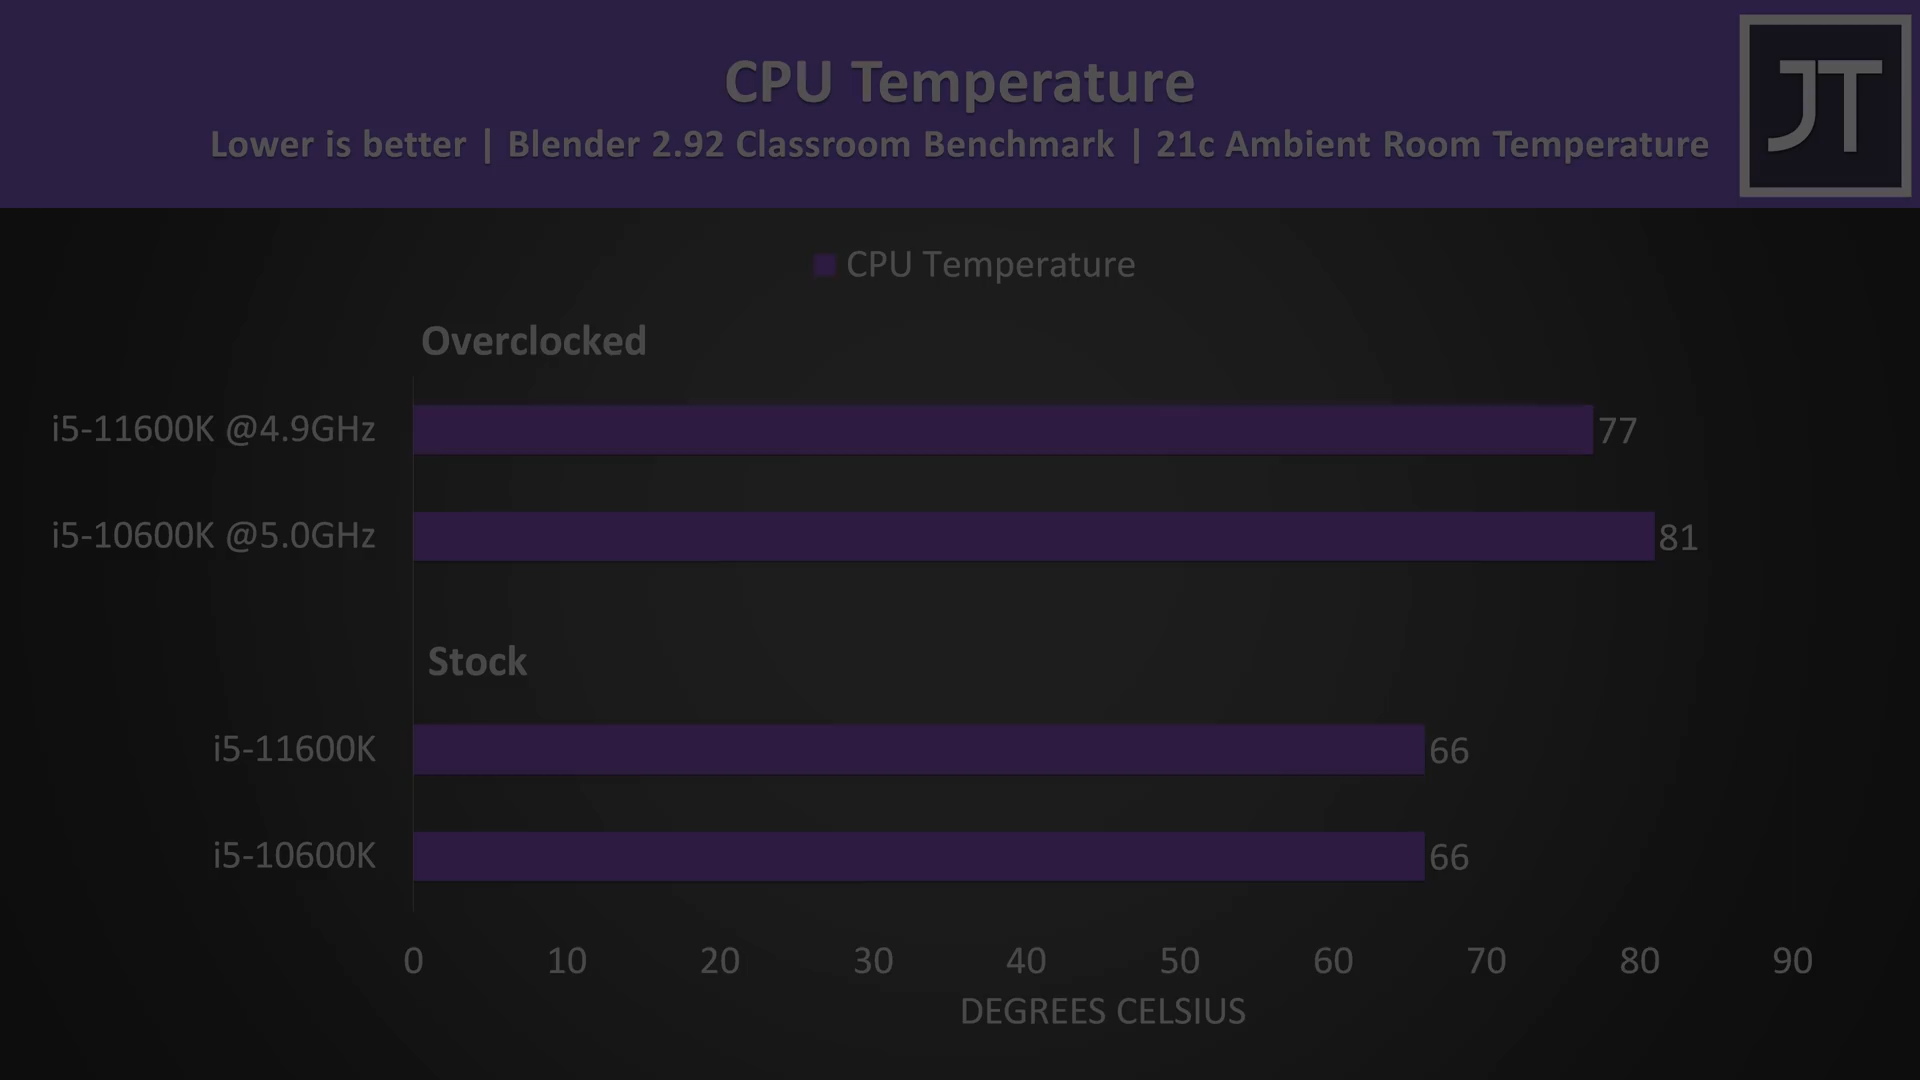 CPU Temperature
Lower is better | Blender 2.92 Classroom Benchmark | 21c Ambient Room Temperature
JT
CPU Temperature
Overclocked
i5-11600K @4.9GHz
77
i5-10600K @5.0GHz
81
Stock
i5-11600K
66
i5-10600K
66
0 10 20 30 40 50 60 70 80 90
DEGREES CELSIUS